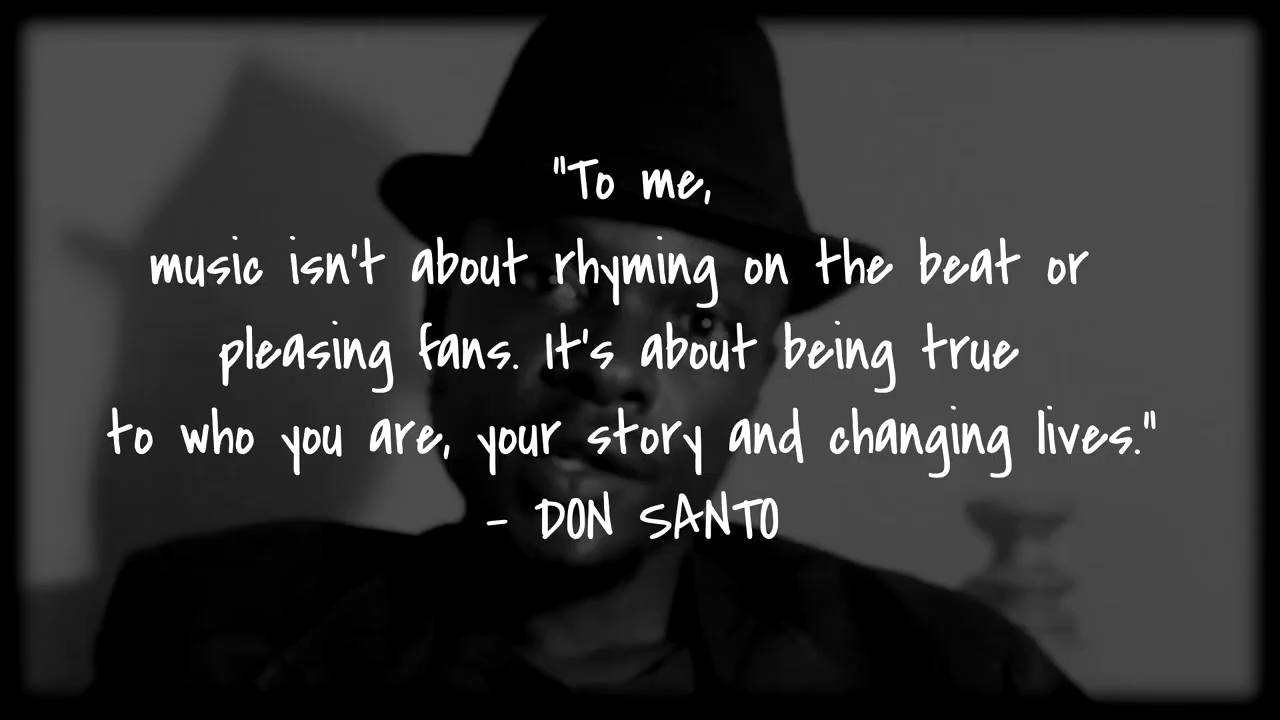 "To me,
music isn't about rhyming on the beat or
pleasing fans. It's about being true
to who you are, your story and changing lives."
- DON SANTO